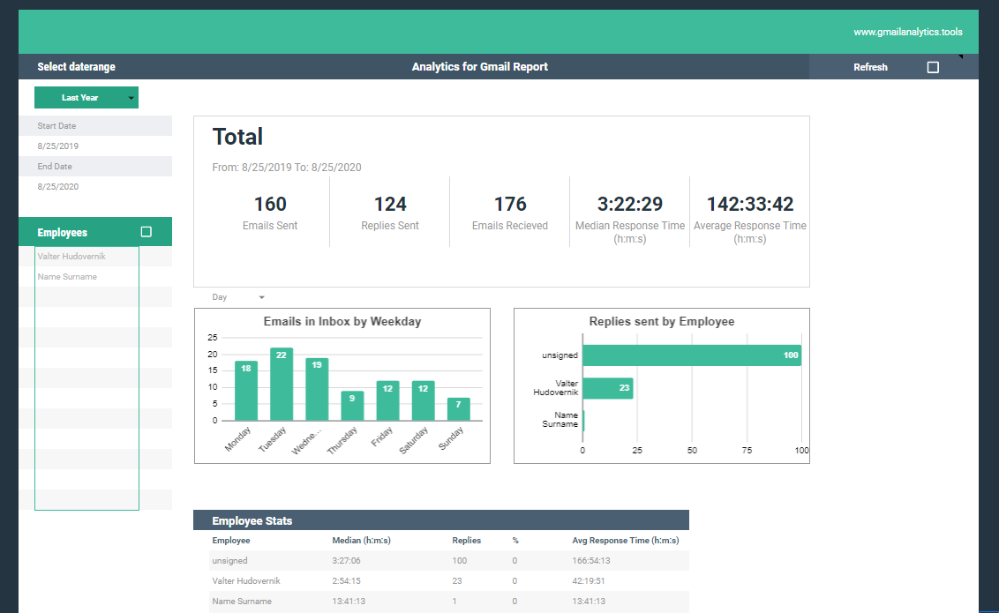 www.gmailanalytics.tools
Select daterange
Analytics for Gmail Report
Refresh
Last Year
Start Date
8/25/2019
End Date
8/25/2020
Employees
Valter Hudovernik
Name Surname
Total
From: 8/25/2019 To: 8/25/2020
160
Emails Sent
124
Replies Sent
176
Emails Recieved
3:22:29
Median Response Time
(h:m:s)
142:33:42
Average Response Time
(h:m:s)
Day
Emails in Inbox by Weekday
25
20
15
10
5
0
18
22
19
9
12
12
7
Monday
Tuesday
Wedne...
Thursday
Friday
Saturday
Sunday
Replies sent by Employee
unsigned
100
Valter
Hudovernik
23
Name
Surname
0
25
50
75
100
Employee Stats
Employee Median (h:m:s) Replies % Avg Response Time (h:m:s)
unsigned 3:27:06 100 0 166:54:13
Valter Hudovernik 2:54:15 23 0 42:19:51
Name Surname 13:41:13 1 0 13:41:13